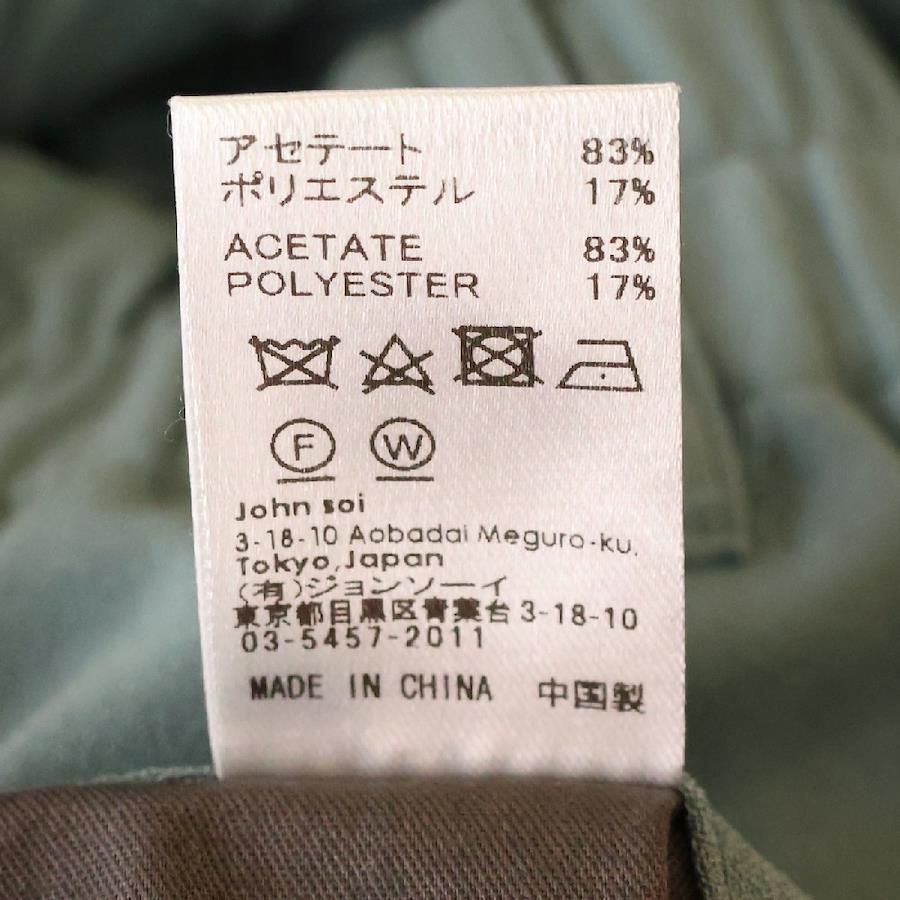 アセテート 83%
ポリエステル 17%
ACETATE 83%
POLYESTER 17%
F W
John soi
3-18-10 Aobadai Meguro-ku,
Tokyo,Japan
(有)ジョンソーイ
東京都目黒区青葉台3-18-10
03-5457-2011
MADE IN CHINA 中国製